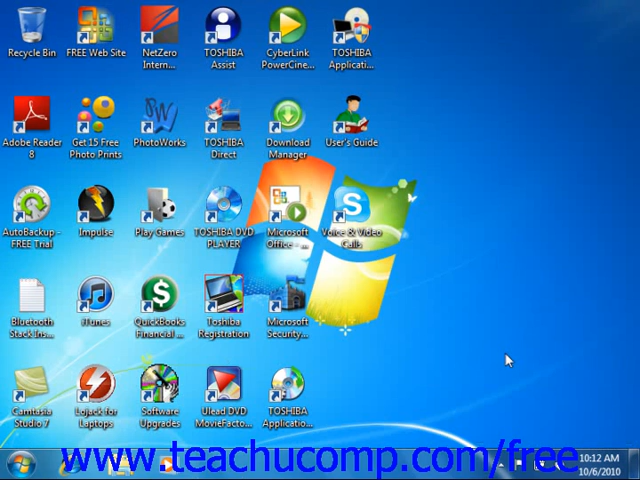 Recycle Bin
FREE Web Site
NetZero
Intern...
TOSHIBA
Assist
CyberLink
PowerCine...
TOSHIBA
Applicati...
Adobe Reader
8
Get 15 Free
Photo Prints
PhotoWorks
TOSHIBA
Direct
Download
Manager
User's Guide
AutoBackup -
FREE Trial
Impulse
Play Games
TOSHIBA DVD
PLAYER
Microsoft
Office - ...
Voice & Video
Calls
Bluetooth
Stack Ins...
iTunes
QuickBooks
Financial ...
Toshiba
Registration
Microsoft
Security...
Camtasia
Studio 7
LoJack for
Laptops
Software
Upgrades
Ulead DVD
MovieFacto...
TOSHIBA
Applicatio...
www.teachucomp.com/free
10:12 AM
10/6/2010